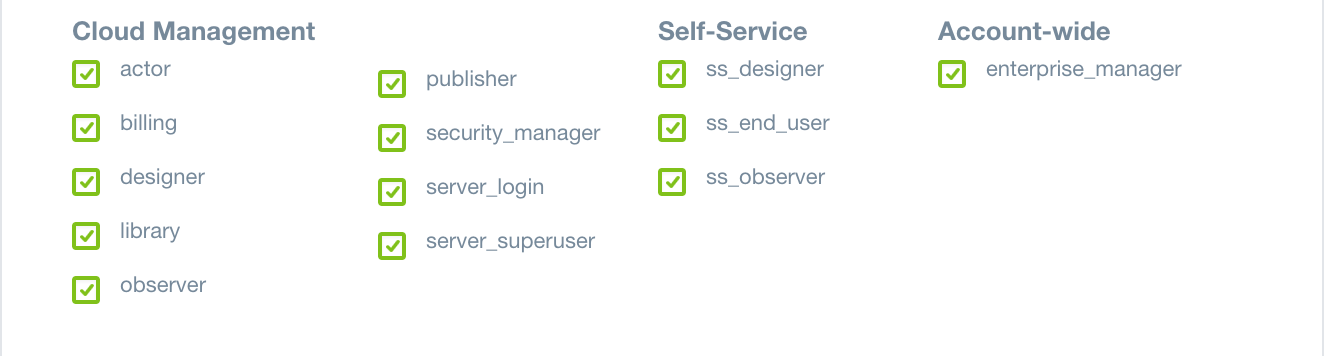 Cloud Management
actor
billing
designer
library
observer
publisher
security_manager
server_login
server_superuser
Self-Service
ss_designer
ss_end_user
ss_observer
Account-wide
enterprise_manager